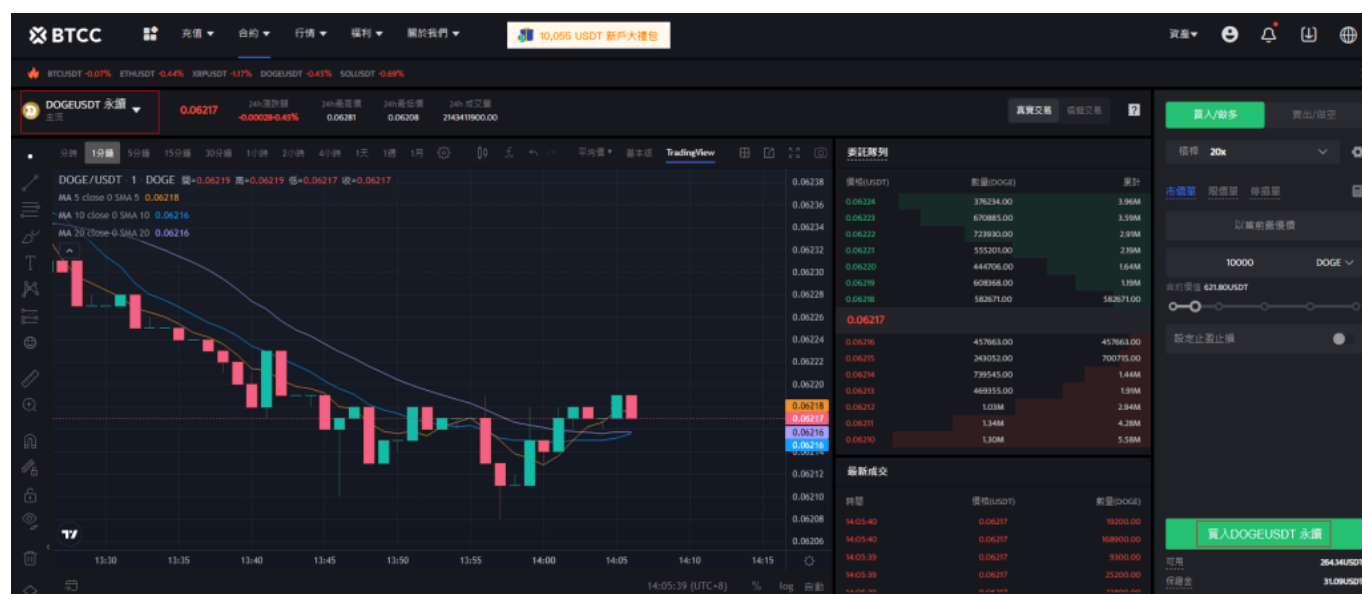 BTCC 充值 合約 行情 福利 關於我們 10,055 USDT 新戶大禮包 資產
BTCUSDT -0.07% ETHUSDT -0.44% XRPUSDT -1.17% DOGEUSDT -0.45% SOLUSDT -0.69%
DOGEUSDT 永續
主流
0.06217
24h漲跌額 24h最高價 24h最低價 24h 成交量
-0.00028-0.45% 0.06281 0.06208 2143411900.00
真實交易 模擬交易 ?
分時 1分鐘 5分鐘 15分鐘 30分鐘 1小時 2小時 4小時 1天 1週 1月 平均價 基本版 TradingView
DOGE/USDT · 1 · DOGE 開=0.06219 高=0.06219 低=0.06217 收=0.06217
MA 5 close 0 SMA 5 0.06218
MA 10 close 0 SMA 10 0.06216
MA 20 close 0 SMA 20 0.06216
0.06238
0.06236
0.06234
0.06232
0.06230
0.06228
0.06226
0.06224
0.06222
0.06220
0.06218
0.06217
0.06216
0.06216
0.06214
0.06212
0.06210
0.06208
0.06206
13:30 13:35 13:40 13:45 13:50 13:55 14:00 14:05 14:10 14:15
14:05:39 (UTC+8) % log 自動
委託隊列
價格(USDT) 數量(DOGE) 累計
0.06224 376234.00 3.96M
0.06223 670885.00 3.59M
0.06222 723930.00 2.91M
0.06221 555201.00 2.19M
0.06220 444706.00 1.64M
0.06219 608368.00 1.19M
0.06218 582671.00 582671.00
0.06217
0.06216 457663.00 457663.00
0.06215 243052.00 700715.00
0.06214 739545.00 1.44M
0.06213 469355.00 1.91M
0.06212 1.03M 2.94M
0.06211 1.34M 4.28M
0.06210 1.30M 5.58M
最新成交
時間 價格(USDT) 數量(DOGE)
14:05:40 0.06217 19200.00
14:05:40 0.06217 168900.00
14:05:39 0.06217 9300.00
14:05:39 0.06217 25200.00
買入/做多 賣出/做空
槓桿 20x
市價單 限價單 停損單
以當前最優價
10000 DOGE
合約價值 621.80USDT
設定止盈止損
買入DOGEUSDT 永續
可用 264.14USDT
保證金 31.09USDT